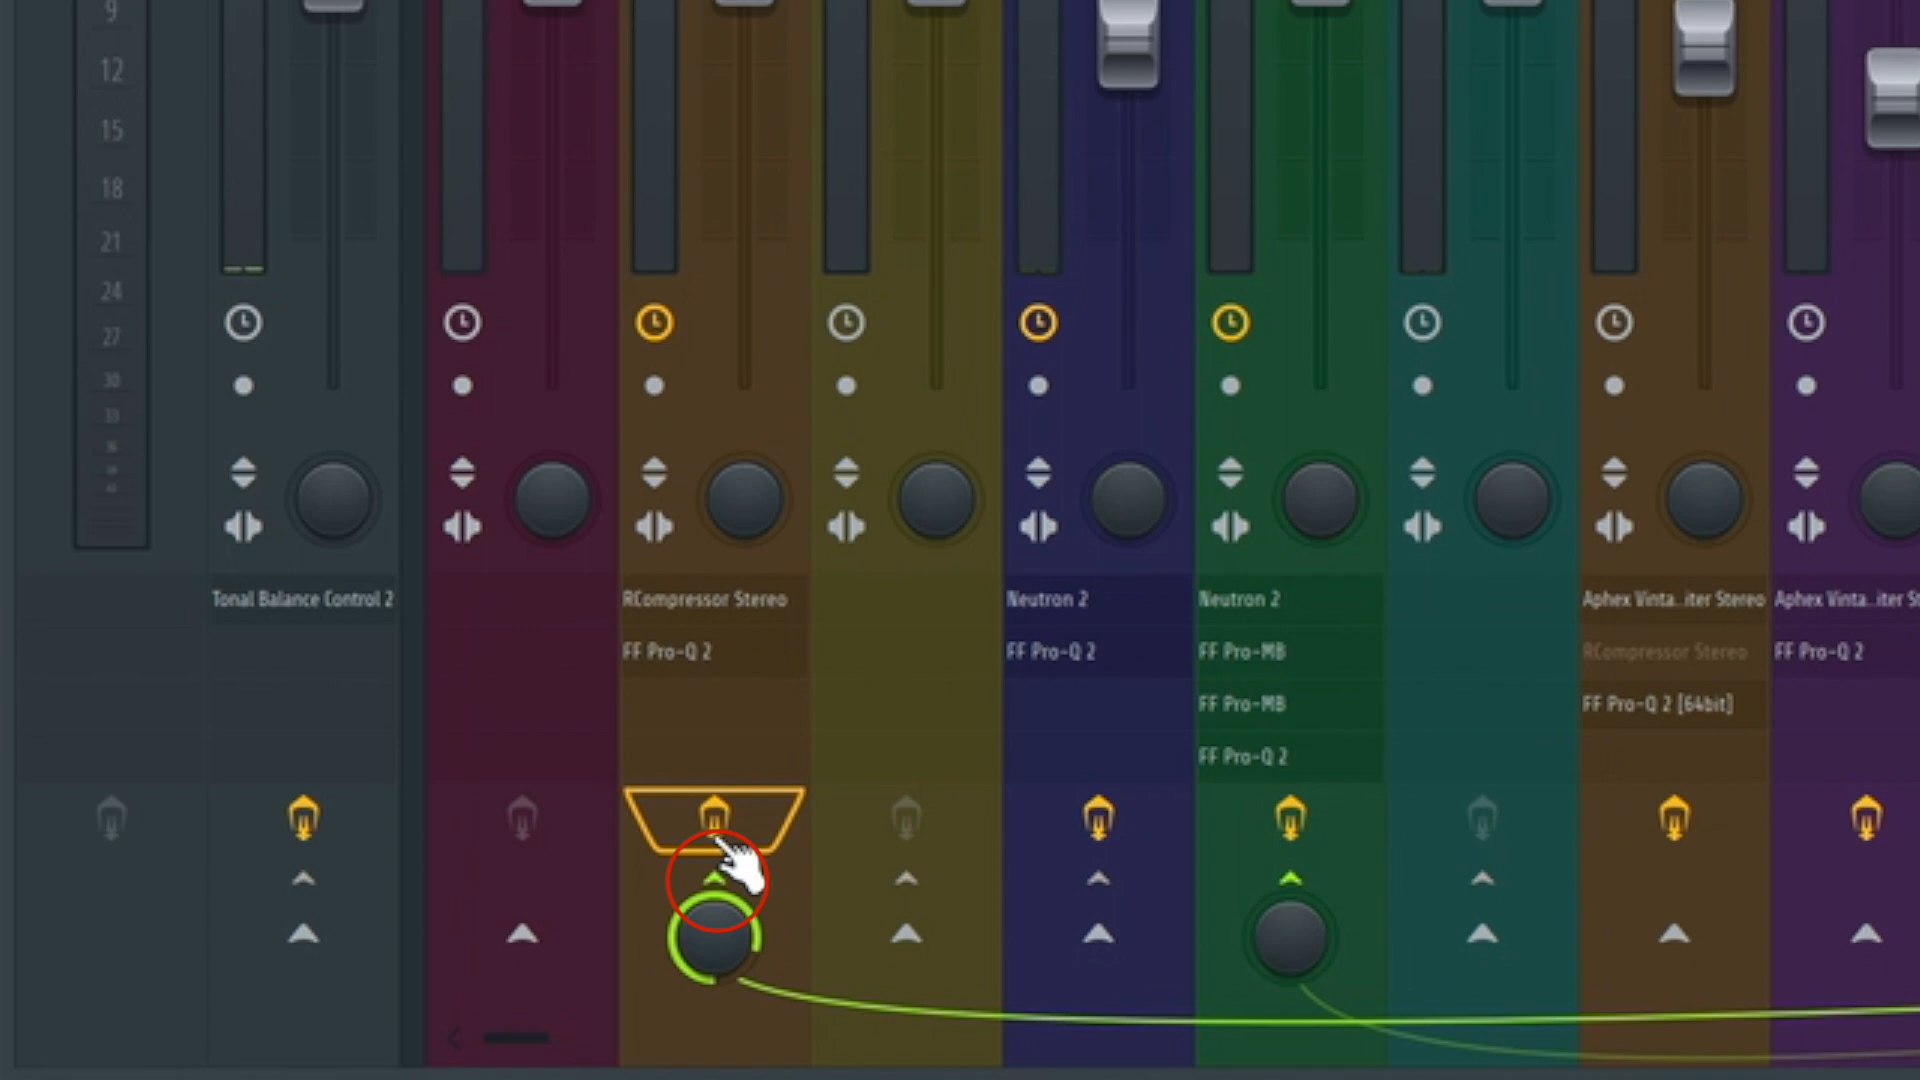 9
12
15
18
21
24
27
30
33
Tonal Balance Control 2
RCompressor Stereo
FF Pro-Q 2
Neutron 2
FF Pro-Q 2
Neutron 2
FF Pro-MB
FF Pro-MB
FF Pro-Q 2
Aphex Vinta...iter Stereo
RCompressor Stereo
FF Pro-Q 2 [64bit]
Aphex Vinta...iter St
FF Pro-Q 2